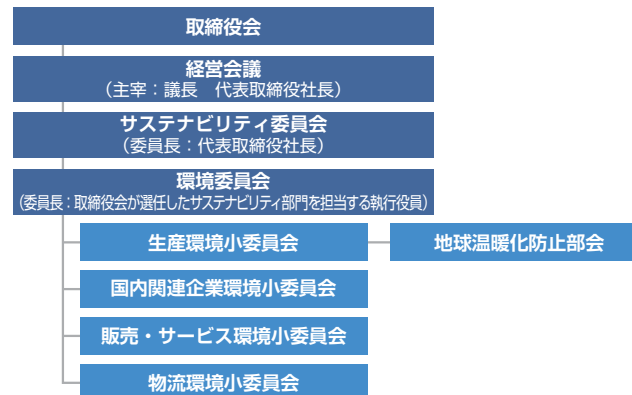 取締役会
経営会議
（主宰：議長　代表取締役社長）
サステナビリティ委員会
（委員長：代表取締役社長）
環境委員会
（委員長：取締役会が選任したサステナビリティ部門を担当する執行役員）
生産環境小委員会
地球温暖化防止部会
国内関連企業環境小委員会
販売・サービス環境小委員会
物流環境小委員会